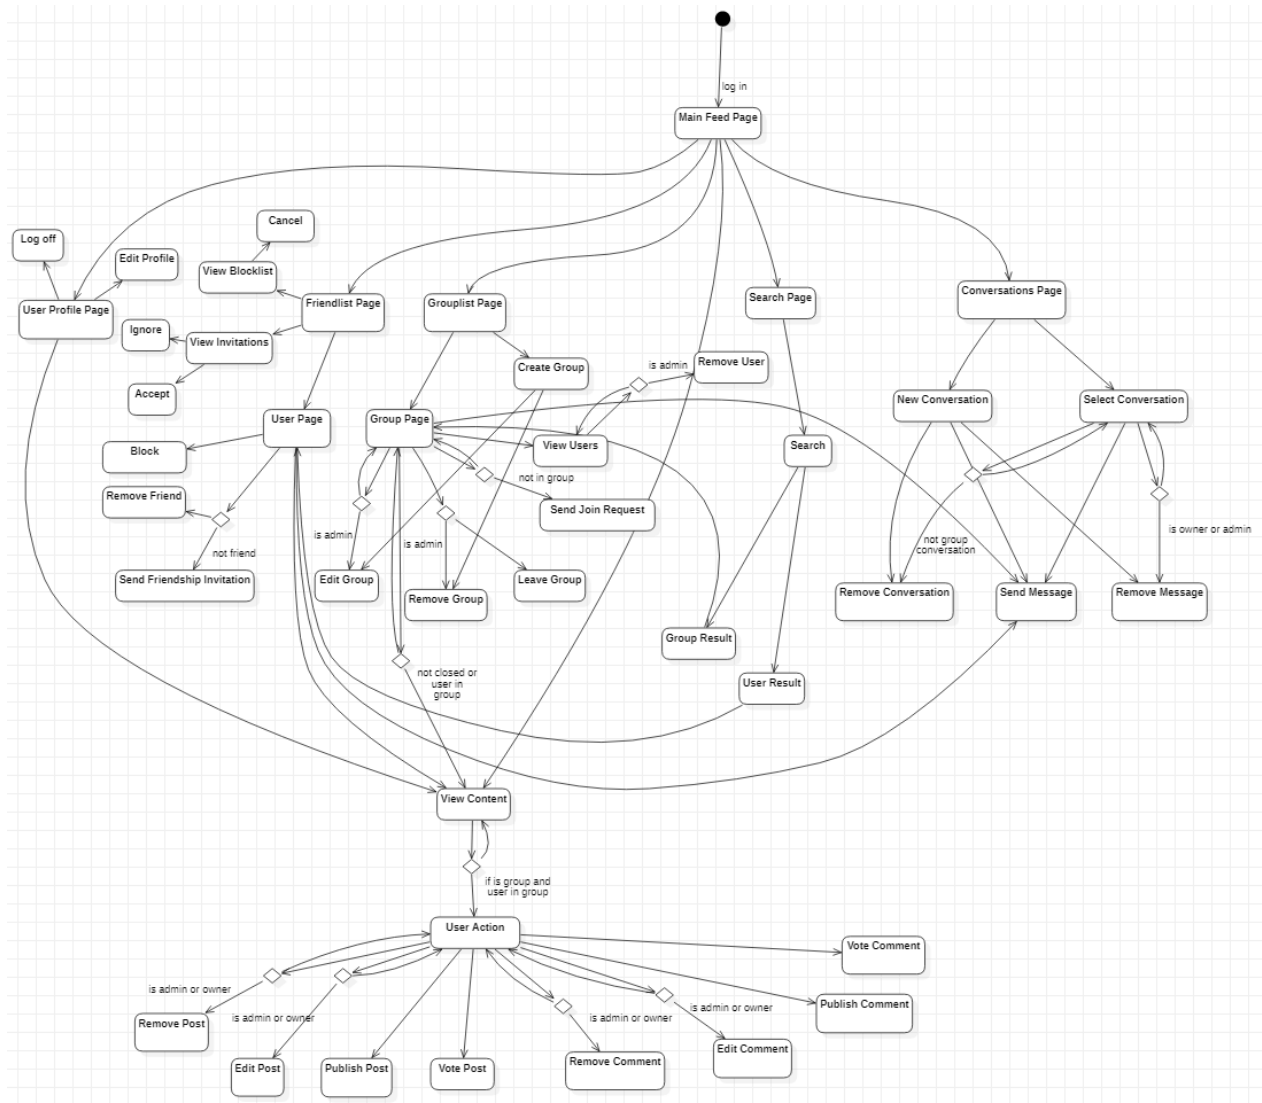 log in
Main Feed Page
Cancel
Log off
Edit Profile
View Blocklist
User Profile Page
Friendlist Page
Grouplist Page
Search Page
Conversations Page
Ignore
View Invitations
Accept
Create Group
is admin
Remove User
New Conversation
Select Conversation
User Page
Group Page
View Users
Search
Block
Remove Friend
not in group
Send Join Request
not friend
is admin
is admin
not group
conversation
is owner or admin
Send Friendship Invitation
Edit Group
Remove Group
Leave Group
Remove Conversation
Send Message
Remove Message
Group Result
not closed or
user in
group
User Result
View Content
if is group and
user in group
User Action
Vote Comment
is admin or owner
Publish Comment
Remove Post
is admin or owner
is admin or owner
is admin or owner
Edit Comment
Edit Post
Publish Post
Vote Post
Remove Comment